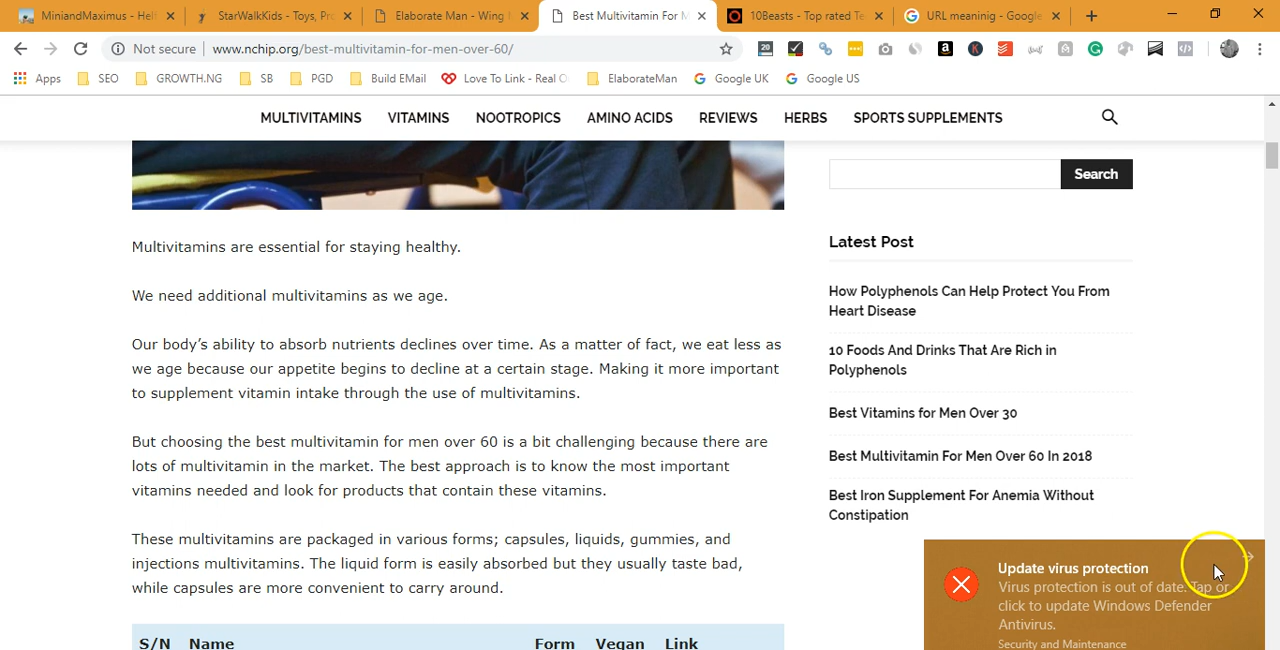 MiniandMaximus - Hel
StarWalkKids - Toys, Pr
Elaborate Man - Wing
Best Multivitamin For M
10Beasts - Top rated Te
URL meaninig - Google
Not secure
www.nchip.org/best-multivitamin-for-men-over-60/
20
Apps
SEO
GROWTH.NG
SB
PGD
Build EMail
Love To Link - Real
ElaborateMan
Google UK
Google US
MULTIVITAMINS
VITAMINS
NOOTROPICS
AMINO ACIDS
REVIEWS
HERBS
SPORTS SUPPLEMENTS
Multivitamins are essential for staying healthy.
We need additional multivitamins as we age.
Our body’s ability to absorb nutrients declines over time. As a matter of fact, we eat less as
we age because our appetite begins to decline at a certain stage. Making it more important
to supplement vitamin intake through the use of multivitamins.
But choosing the best multivitamin for men over 60 is a bit challenging because there are
lots of multivitamin in the market. The best approach is to know the most important
vitamins needed and look for products that contain these vitamins.
These multivitamins are packaged in various forms; capsules, liquids, gummies, and
injections multivitamins. The liquid form is easily absorbed but they usually taste bad,
while capsules are more convenient to carry around.
S/N Name Form Vegan Link
Search
Latest Post
How Polyphenols Can Help Protect You From
Heart Disease
10 Foods And Drinks That Are Rich in
Polyphenols
Best Vitamins for Men Over 30
Best Multivitamin For Men Over 60 In 2018
Best Iron Supplement For Anemia Without
Constipation
Update virus protection
Virus protection is out of date. Tap or
click to update Windows Defender
Antivirus.
Security and Maintenance